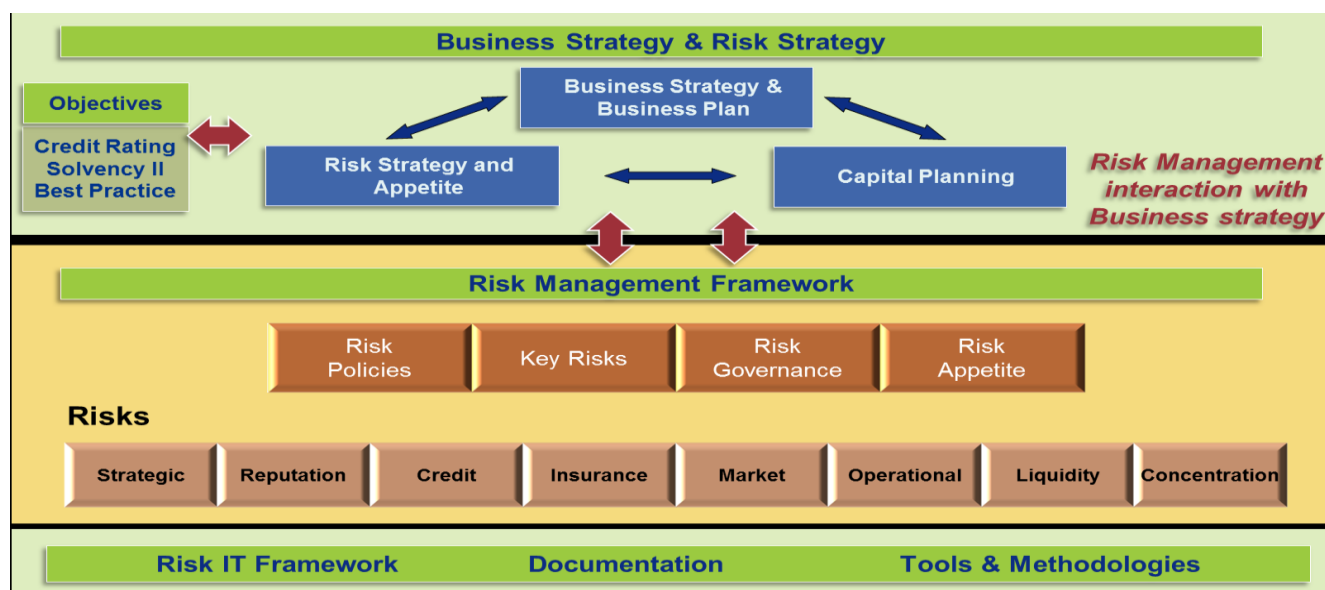 Business Strategy & Risk Strategy
Objectives
Credit Rating
Solvency II
Best Practice
Business Strategy &
Business Plan
Risk Strategy and
Appetite
Capital Planning
Risk Management
interaction with
Business strategy
Risk Management Framework
Risk
Policies
Key Risks
Risk
Governance
Risk
Appetite
Risks
Strategic
Reputation
Credit
Insurance
Market
Operational
Liquidity
Concentration
Risk IT Framework
Documentation
Tools & Methodologies